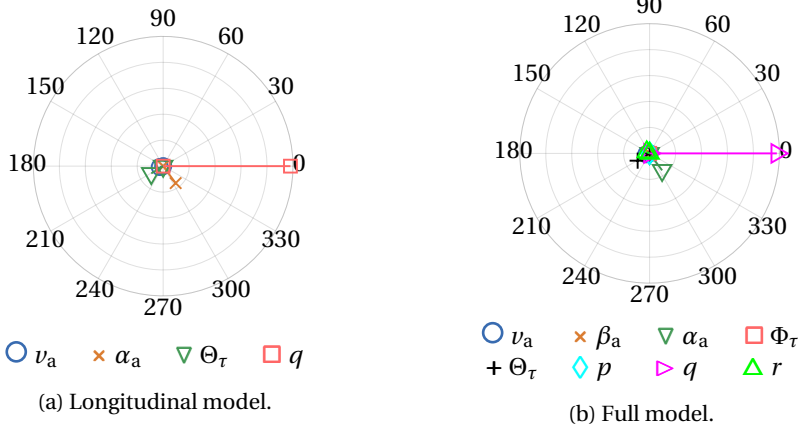 90
120 60
150 30
180 0
210 330
240 300
270
v_a α_a Θ_τ q
(a) Longitudinal model.
90
120 60
150 30
180 0
210 330
240 300
270
v_a β_a α_a Φ_τ
Θ_τ p q r
(b) Full model.